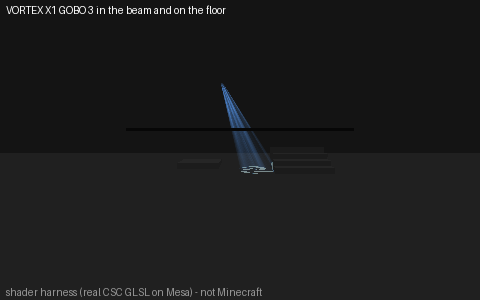 VORTEX X1 GOBO 3 in the beam and on the floor
shader harness (real CSC GLSL on Mesa) - not Minecraft